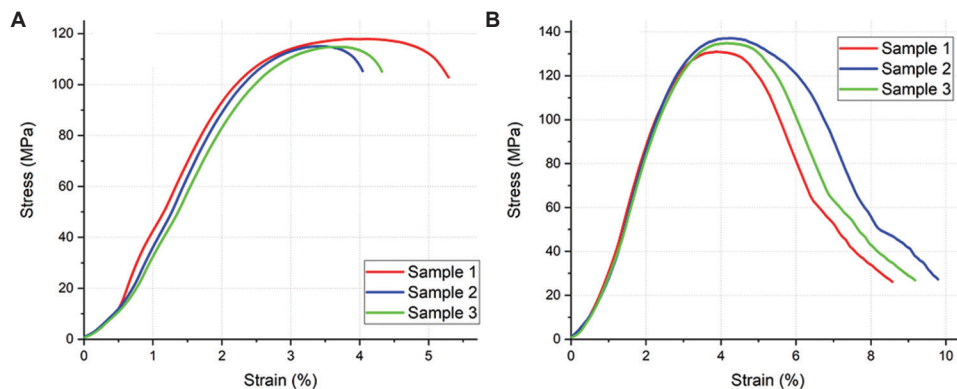 A
Stress (MPa)
120
100
80
60
40
20
0
0 1 2 3 4 5
Strain (%)
Sample 1
Sample 2
Sample 3
B
Stress (MPa)
140
120
100
80
60
40
20
0
0 2 4 6 8 10
Strain (%)
Sample 1
Sample 2
Sample 3